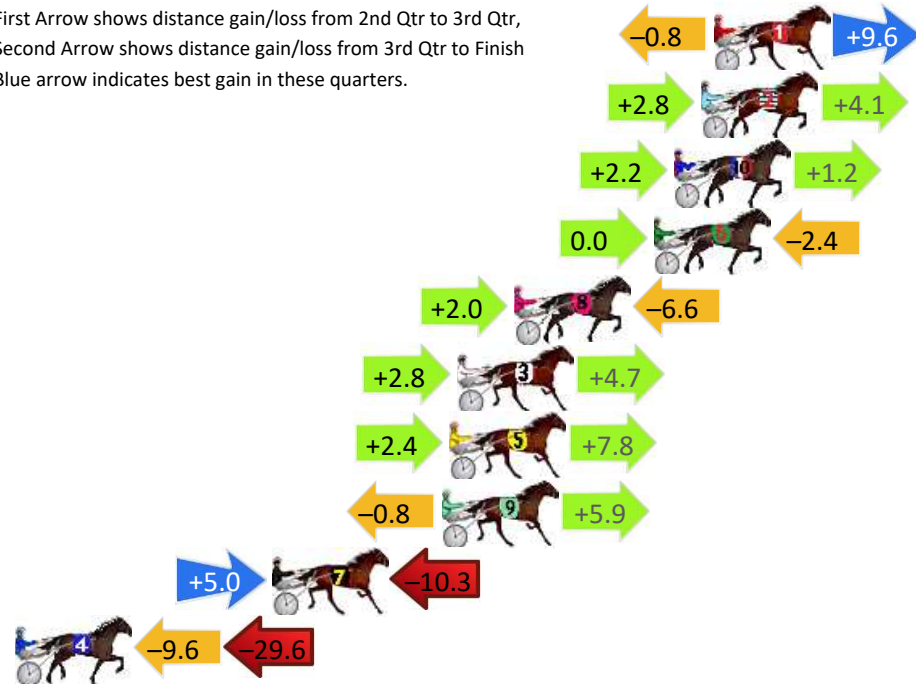 First Arrow shows distance gain/loss from 2nd Qtr to 3rd Qtr,
Second Arrow shows distance gain/loss from 3rd Qtr to Finish
Blue arrow indicates best gain in these quarters.
–0.8 1 +9.6
+2.8 2 +4.1
+2.2 10 +1.2
0.0 6 –2.4
+2.0 8 –6.6
+2.8 3 +4.7
+2.4 5 +7.8
–0.8 9 +5.9
+5.0 7 –10.3
4 –9.6 –29.6